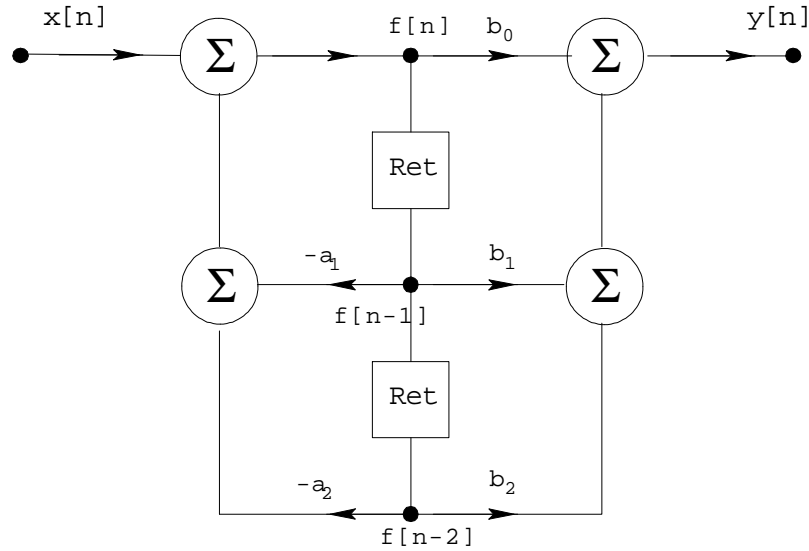 x[n]
f[n]
b₀
y[n]
Σ
Σ
Ret
-a₁
b₁
Σ
Σ
f[n-1]
Ret
-a₂
b₂
f[n-2]